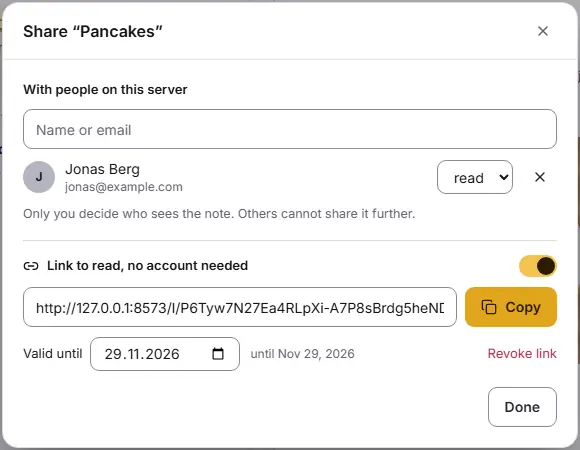 Share “Pancakes”
With people on this server
Name or email
J
Jonas Berg
jonas@example.com
read
Only you decide who sees the note. Others cannot share it further.
Link to read, no account needed
http://127.0.0.1:8573/l/P6Tyw7N27Ea4RLpXi-A7P8sBrdg5heND
Copy
Valid until
29.11.2026
until Nov 29, 2026
Revoke link
Done